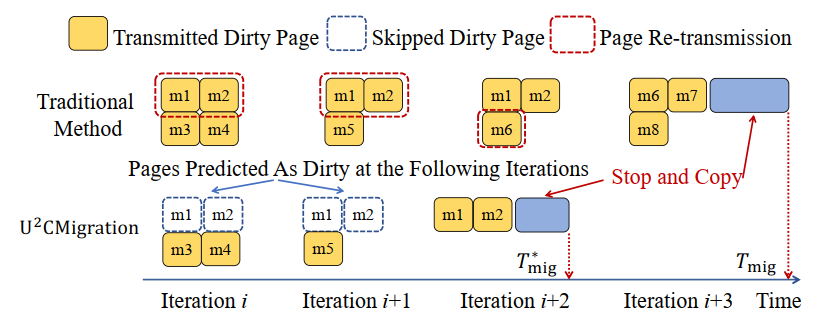 Transmitted Dirty Page Skipped Dirty Page Page Re-transmission
Traditional Method
m1 m2
m3 m4
m1 m2
m5
m1 m2
m6
m6 m7
m8
Pages Predicted As Dirty at the Following Iterations
Stop and Copy
U²CMigration
m1 m2
m3 m4
m1 m2
m5
m1 m2
T*mig
Tmig
Iteration i Iteration i+1 Iteration i+2 Iteration i+3 Time